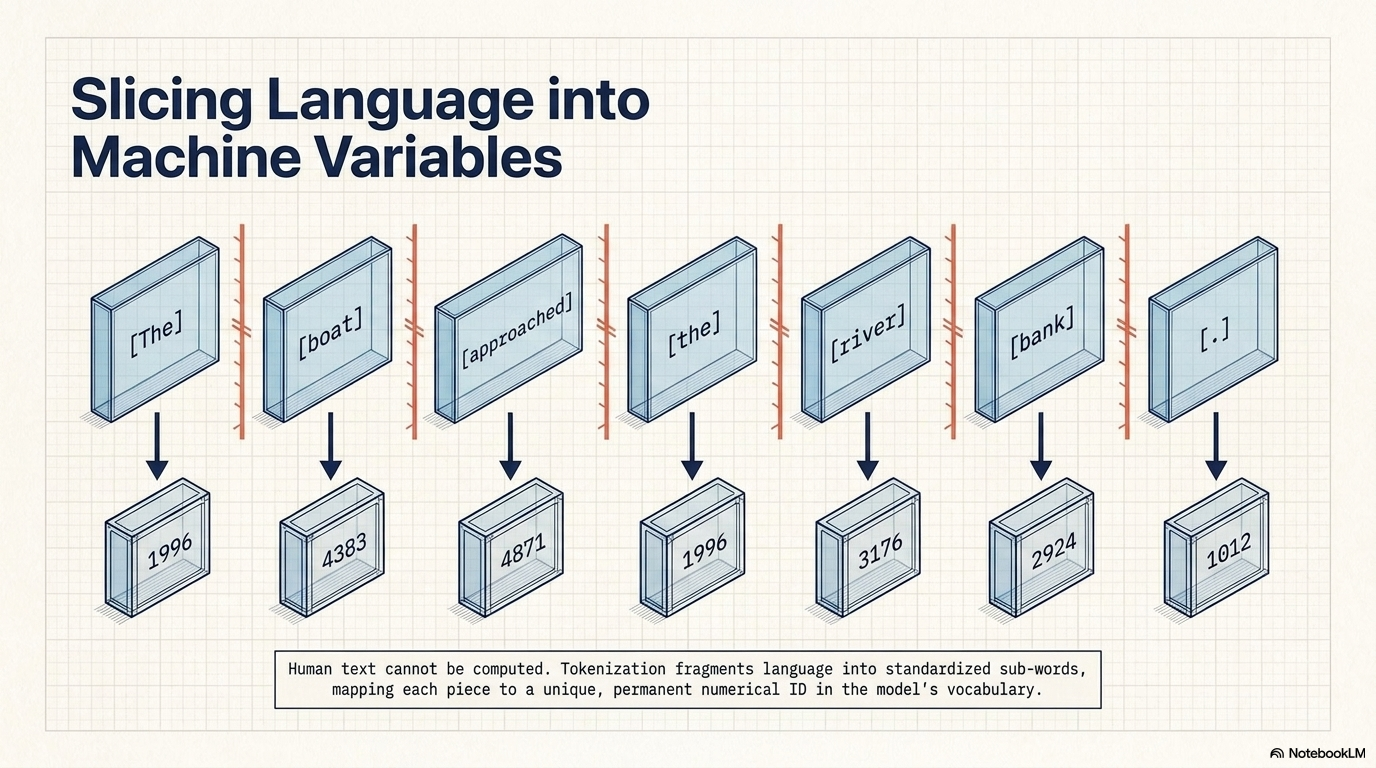 Slicing Language into
Machine Variables
[The]
[boat]
[approached]
[the]
[river]
[bank]
[.]
1996
4383
4871
1996
3176
2924
1012
Human text cannot be computed. Tokenization fragments language into standardized sub-words,
mapping each piece to a unique, permanent numerical ID in the model's vocabulary.
NotebookLM